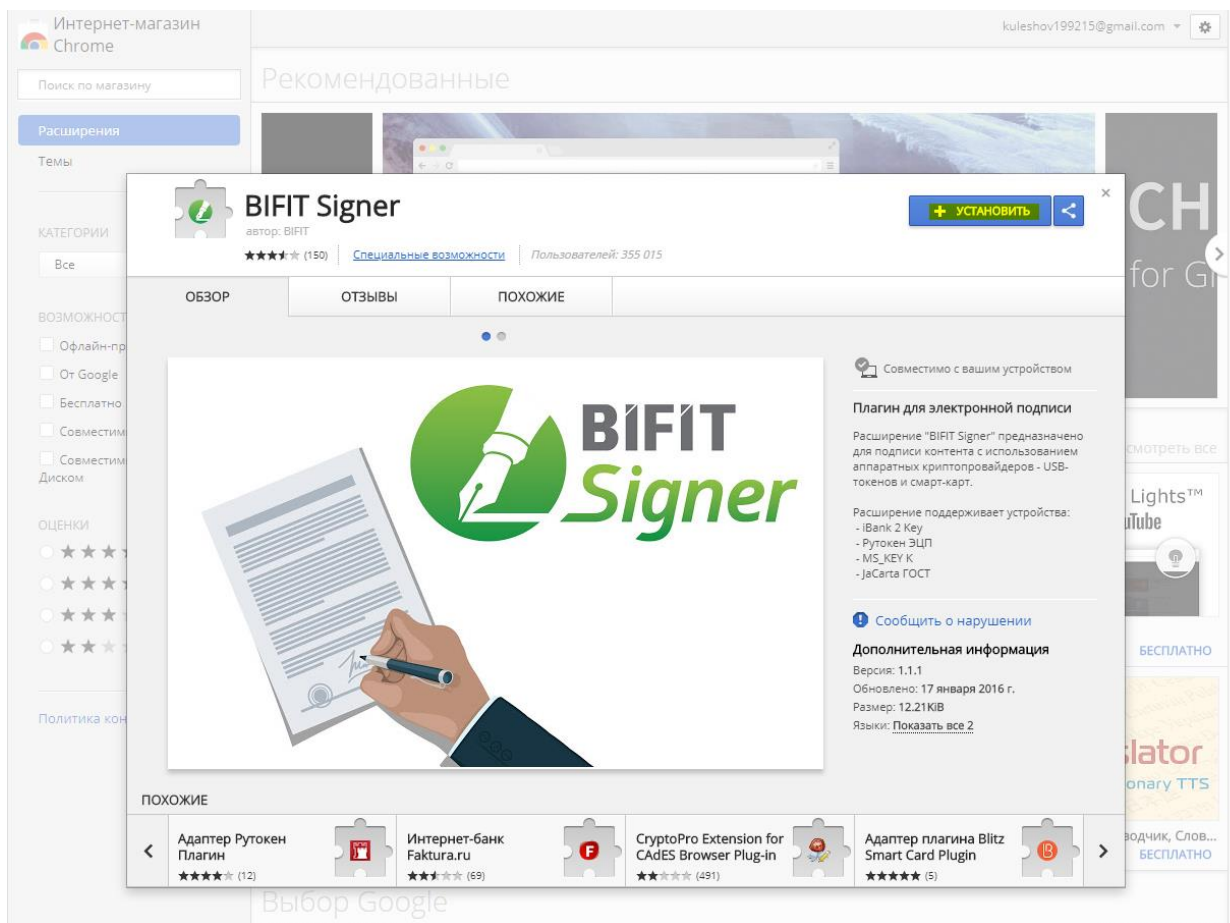 Интернет-магазин
Chrome
kuleshov199215@gmail.com
Поиск по магазину
Рекомендованные
Расширения
Темы
КАТЕГОРИИ
Все
Офлайн-пр
От Google
Бесплатно
Диском
ОЦЕНКИ
BIFIT Signer
автор: BIFIT
(150)
Специальные возможности
Пользователей: 355 015
+ УСТАНОВИТЬ
ОБЗОР
ОТЗЫВЫ
ПОХОЖИЕ
BIFIT
Signer
Совместимо с вашим устройством
Плагин для электронной подписи
Расширение "BIFIT Signer" предназначено
для подписи контента с использованием
аппаратных криптопровайдеров - USB-
токенов и смарт-карт.
Расширение поддерживает устройства:
- iBank 2 Key
- Рутокен ЭЦП
- MS_KEY K
- JaCarta ГОСТ
Сообщить о нарушении
Дополнительная информация
Версия: 1.1.1
Обновлено: 17 января 2016 г.
Размер: 12.21KiB
Языки: Показать все 2
CH
for Gr
смотреть все
Lights™
uTube
БЕСПЛАТНО
slator
onary TTS
водчик, Слов...
БЕСПЛАТНО
ПОХОЖИЕ
Адаптер Рутокен
Плагин
(12)
Интернет-банк
Faktura.ru
(69)
CryptoPro Extension for
CAdES Browser Plug-in
(491)
Адаптер плагина Blitz
Smart Card Plugin
(5)
Выбор Google